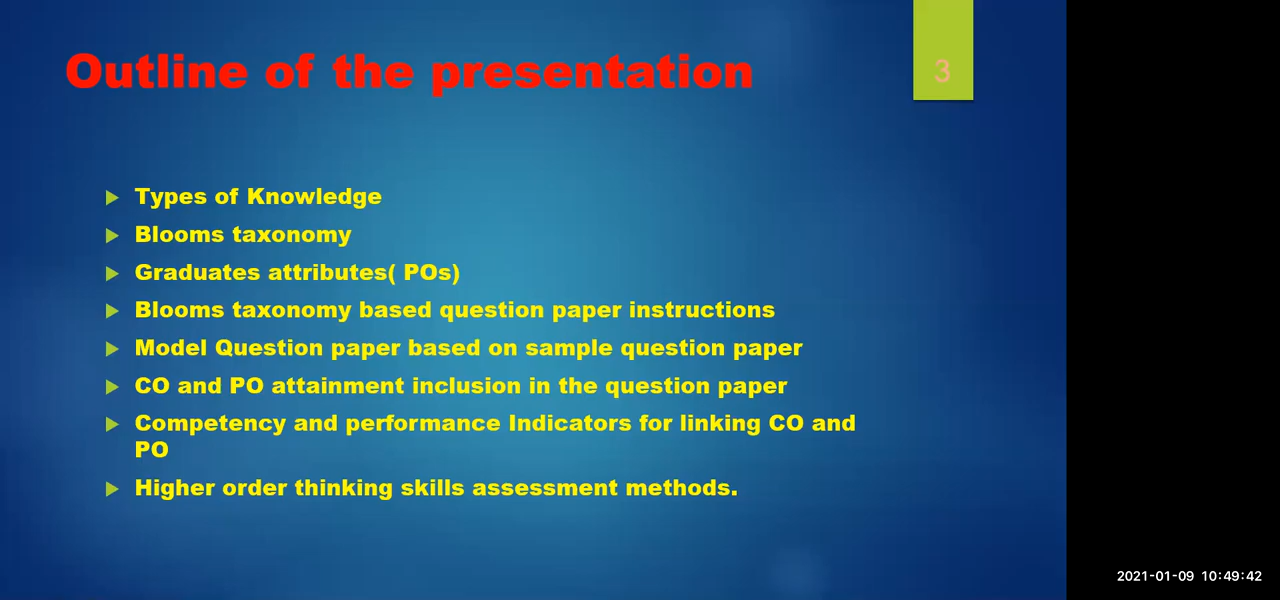 Outline of the presentation
3
Types of Knowledge
Blooms taxonomy
Graduates attributes( POs)
Blooms taxonomy based question paper instructions
Model Question paper based on sample question paper
CO and PO attainment inclusion in the question paper
Competency and performance Indicators for linking CO and
PO
Higher order thinking skills assessment methods.
2021-01-09 10:49:42